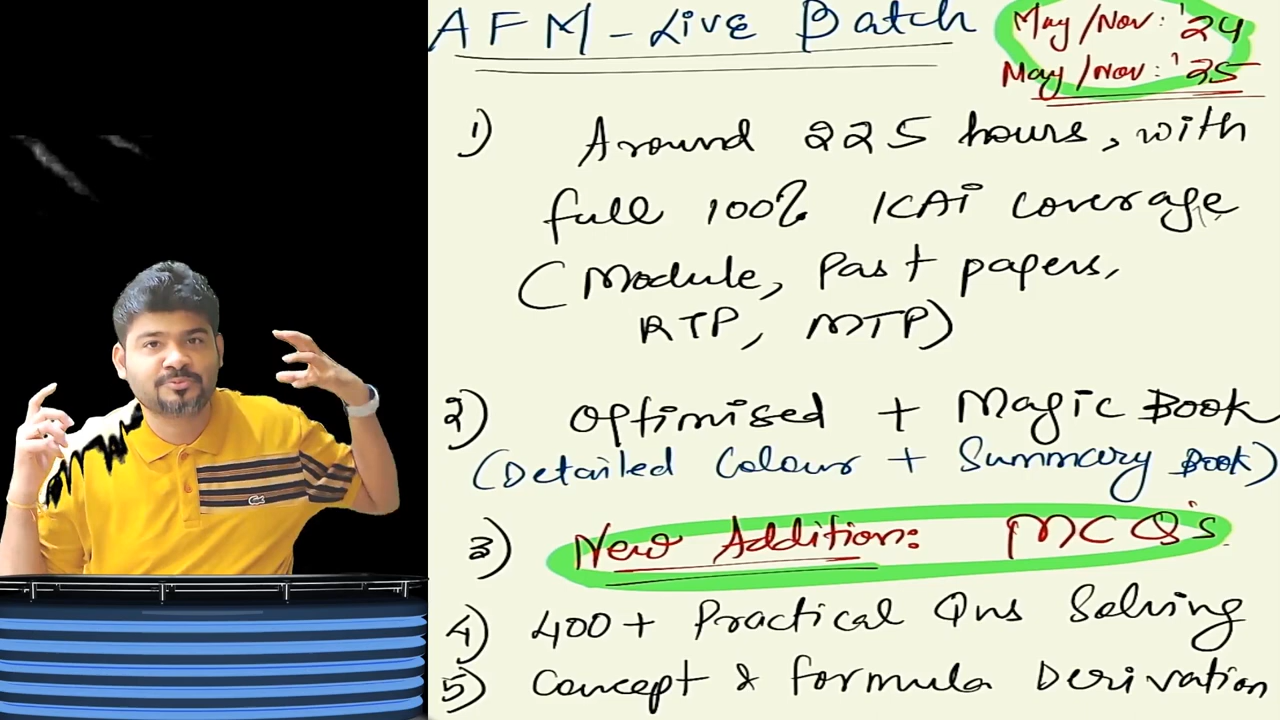 AFM - Live Batch
May/Nov: '24
May/Nov: '25
1) Around 225 hours, with
full 100% ICAI coverage
(Module, Past papers,
RTP, MTP)
2) Optimised + Magic Book
(Detailed Colour + Summary Book)
3) New Addition: MCQ's
4) 400+ Practical Qns Solving
5) Concept & formula Derivation